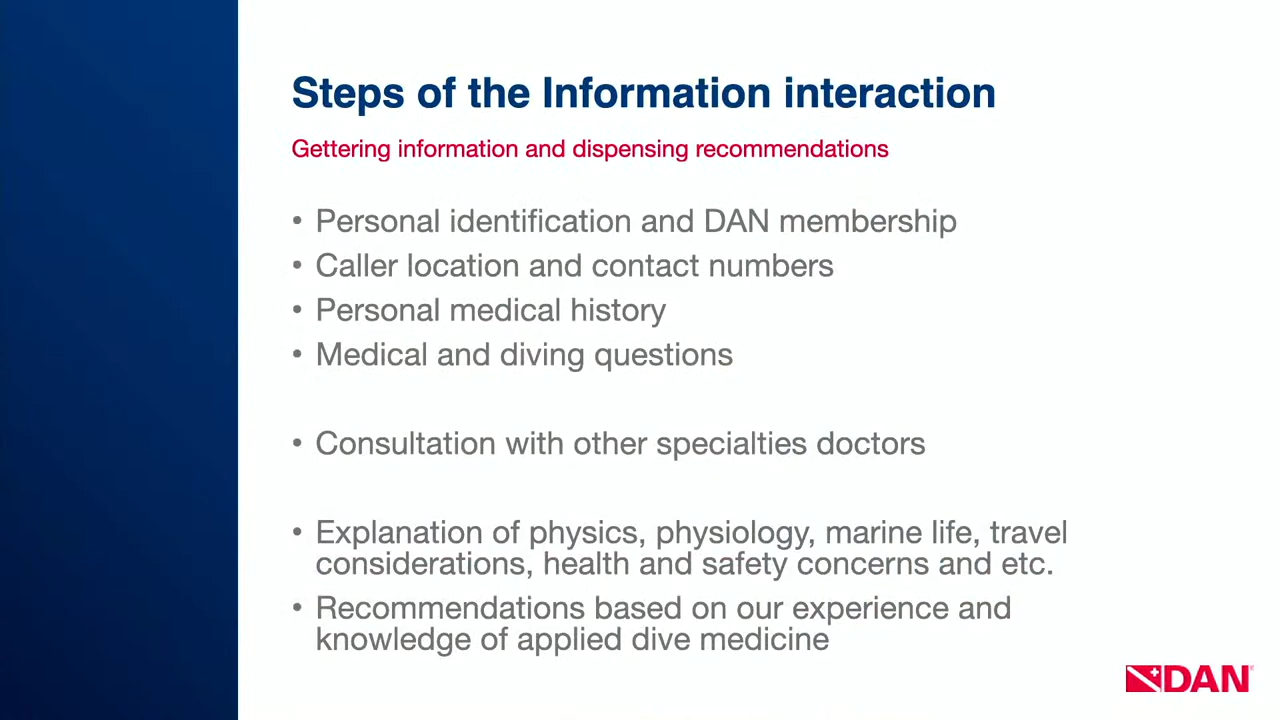 Steps of the Information interaction
Gettering information and dispensing recommendations
• Personal identification and DAN membership
• Caller location and contact numbers
• Personal medical history
• Medical and diving questions
• Consultation with other specialties doctors
• Explanation of physics, physiology, marine life, travel
considerations, health and safety concerns and etc.
• Recommendations based on our experience and
knowledge of applied dive medicine
DAN